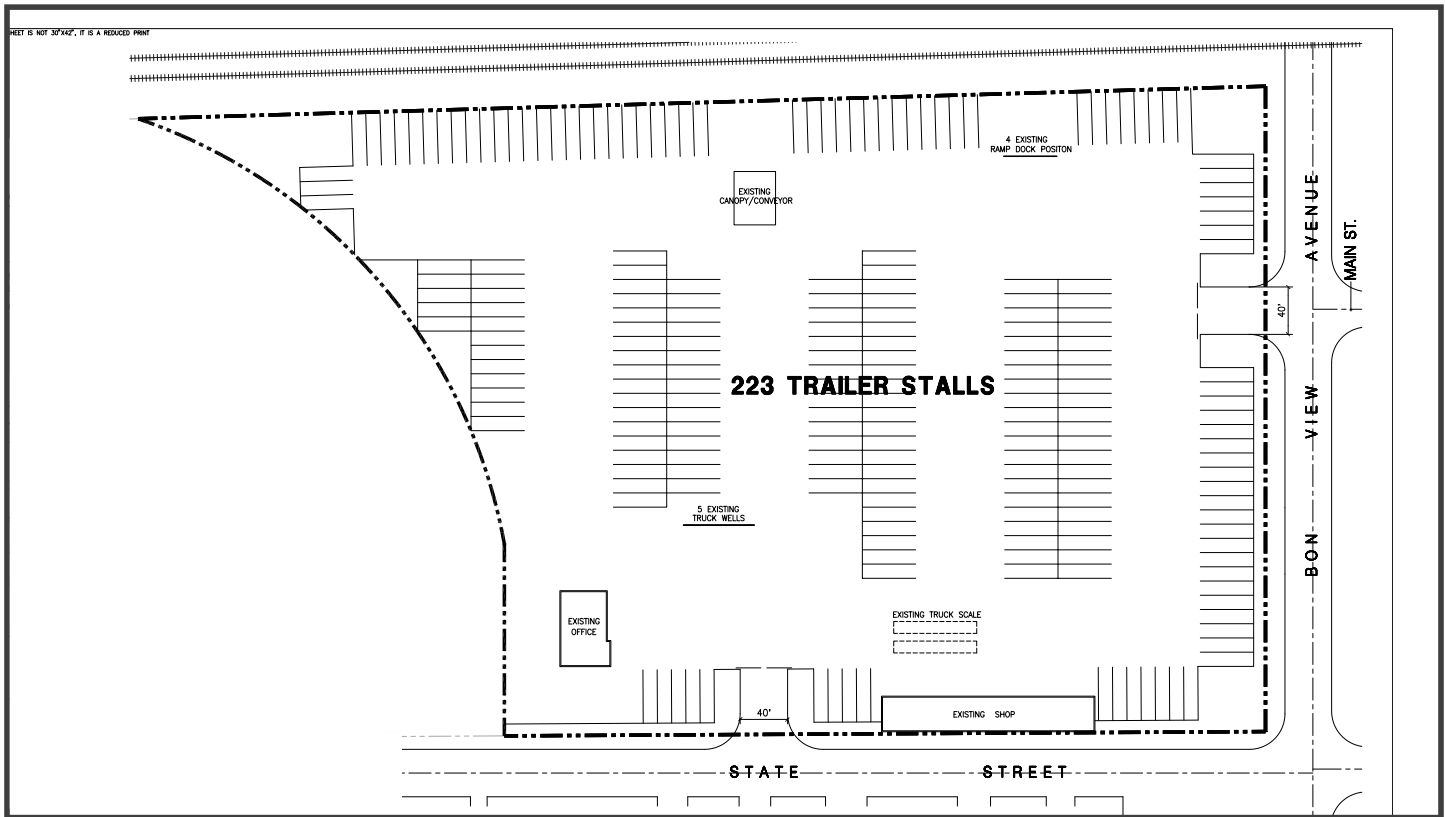 HEET IS NOT 30"X42", IT IS A REDUCED PRINT
4 EXISTING
RAMP DOCK POSITON
EXISTING
CANOPY/CONVEYOR
AVENUE
MAIN ST.
40'
223 TRAILER STALLS
VIEW
5 EXISTING
TRUCK WELLS
BON
EXISTING
OFFICE
EXISTING TRUCK SCALE
40'
EXISTING SHOP
STATE STREET